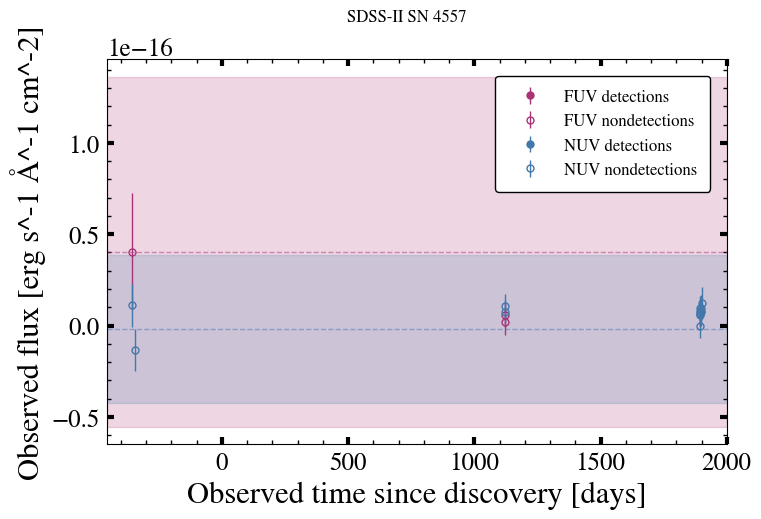 SDSS-II SN 4557
1e−16
Observed flux [erg s^-1 Å^-1 cm^-2]
1.0
0.5
0.0
−0.5
FUV detections
FUV nondetections
NUV detections
NUV nondetections
0 500 1000 1500 2000
Observed time since discovery [days]